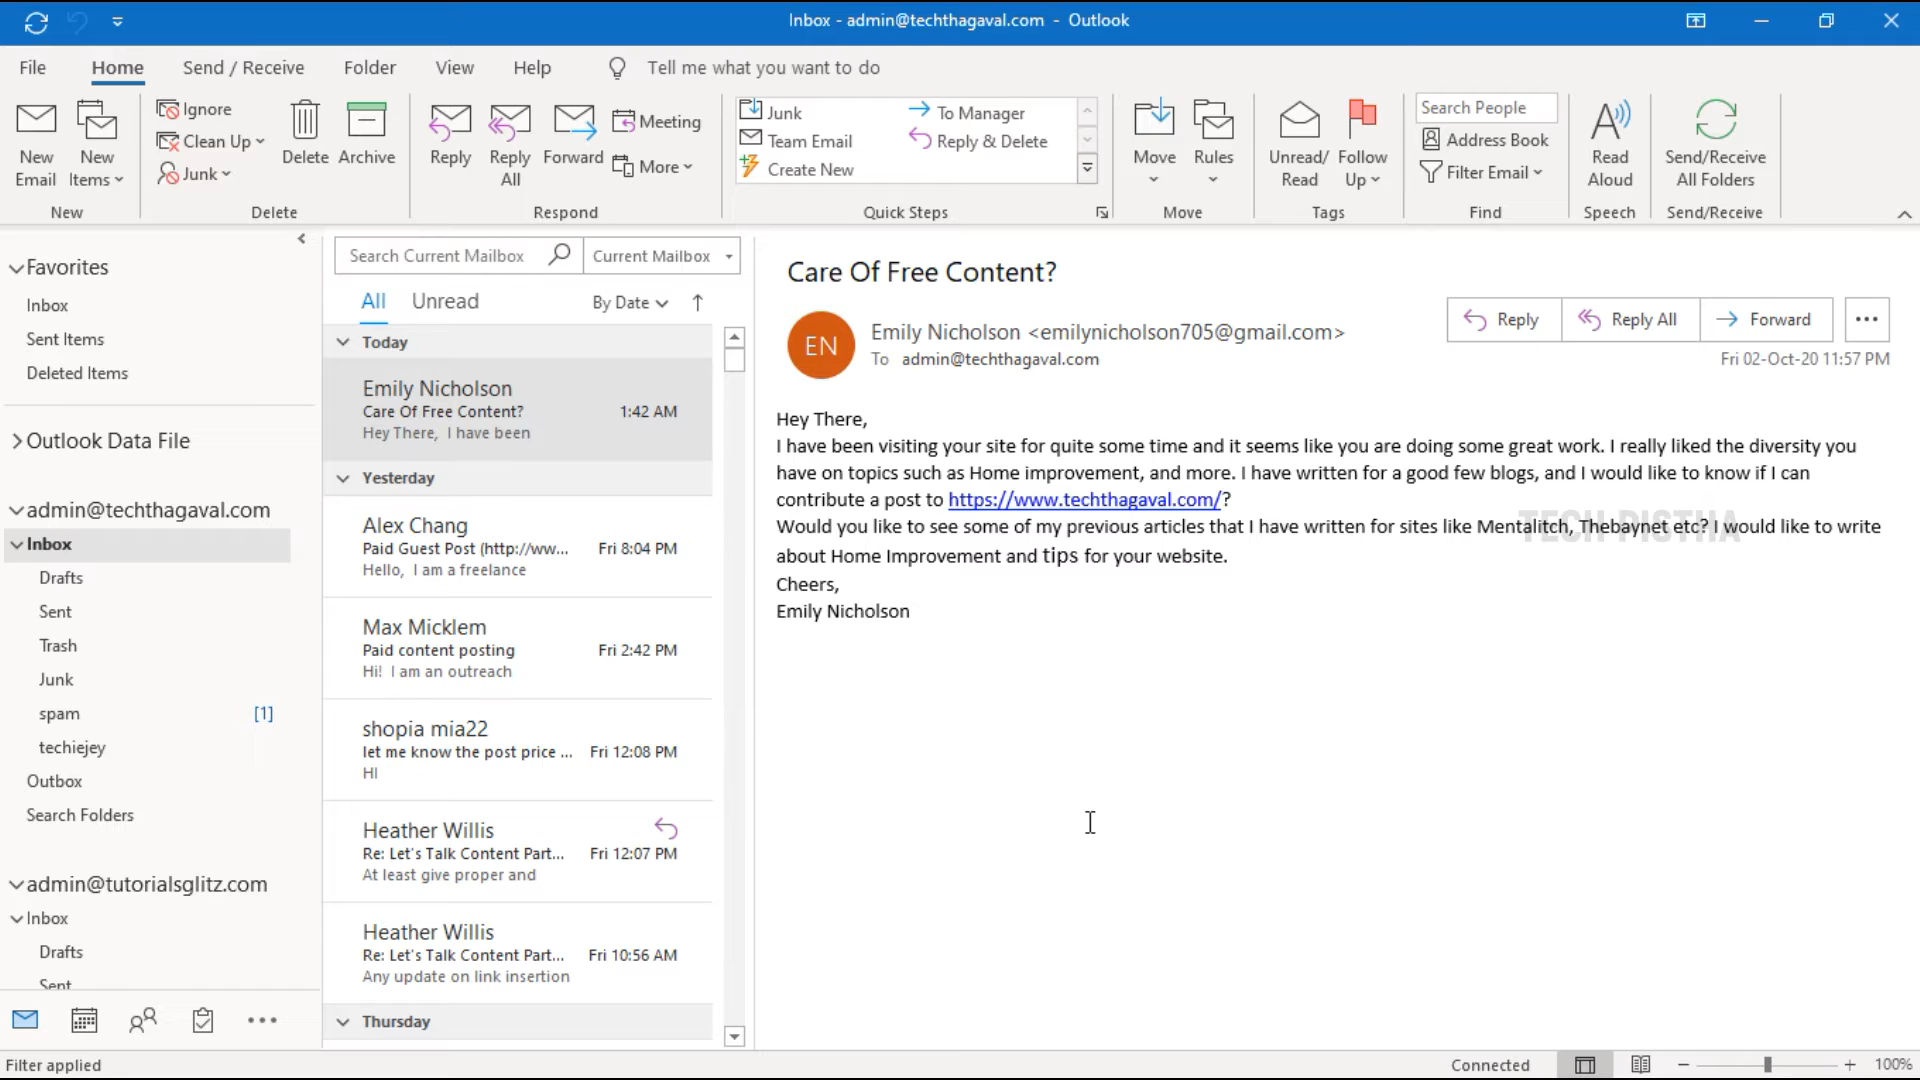 Inbox - admin@techthagaval.com - Outlook
File Home Send / Receive Folder View Help Tell me what you want to do
New Email
New Items
Ignore
Clean Up
Junk
Delete
Archive
Reply
Reply All
Forward
Meeting
More
Junk
To Manager
Team Email
Reply & Delete
Create New
Move
Rules
Unread/ Read
Follow Up
Search People
Address Book
Filter Email
Read Aloud
Send/Receive All Folders
New Delete Respond Quick Steps Move Tags Find Speech Send/Receive
Favorites
Inbox
Sent Items
Deleted Items
Outlook Data File
admin@techthagaval.com
Inbox
Drafts
Sent
Trash
Junk
spam [1]
techiejey
Outbox
Search Folders
admin@tutorialsglitz.com
Inbox
Drafts
Sent
Search Current Mailbox Current Mailbox
All Unread By Date
Today
Emily Nicholson
Care Of Free Content? 1:42 AM
Hey There, I have been
Yesterday
Alex Chang
Paid Guest Post (http://ww... Fri 8:04 PM
Hello, I am a freelance
Max Micklem
Paid content posting Fri 2:42 PM
Hi! I am an outreach
shopia mia22
let me know the post price ... Fri 12:08 PM
HI
Heather Willis
Re: Let's Talk Content Part... Fri 12:07 PM
At least give proper and
Heather Willis
Re: Let's Talk Content Part... Fri 10:56 AM
Any update on link insertion
Thursday
Care Of Free Content?
EN
Emily Nicholson <emilynicholson705@gmail.com>
To admin@techthagaval.com
Reply Reply All Forward
Fri 02-Oct-20 11:57 PM
Hey There,
I have been visiting your site for quite some time and it seems like you are doing some great work. I really liked the diversity you
have on topics such as Home improvement, and more. I have written for a good few blogs, and I would like to know if I can
contribute a post to https://www.techthagaval.com/?
Would you like to see some of my previous articles that I have written for sites like Mentalitch, Thebaynet etc? I would like to write
about Home Improvement and tips for your website.
Cheers,
Emily Nicholson
TECH PISTHA
Filter applied
Connected
100%